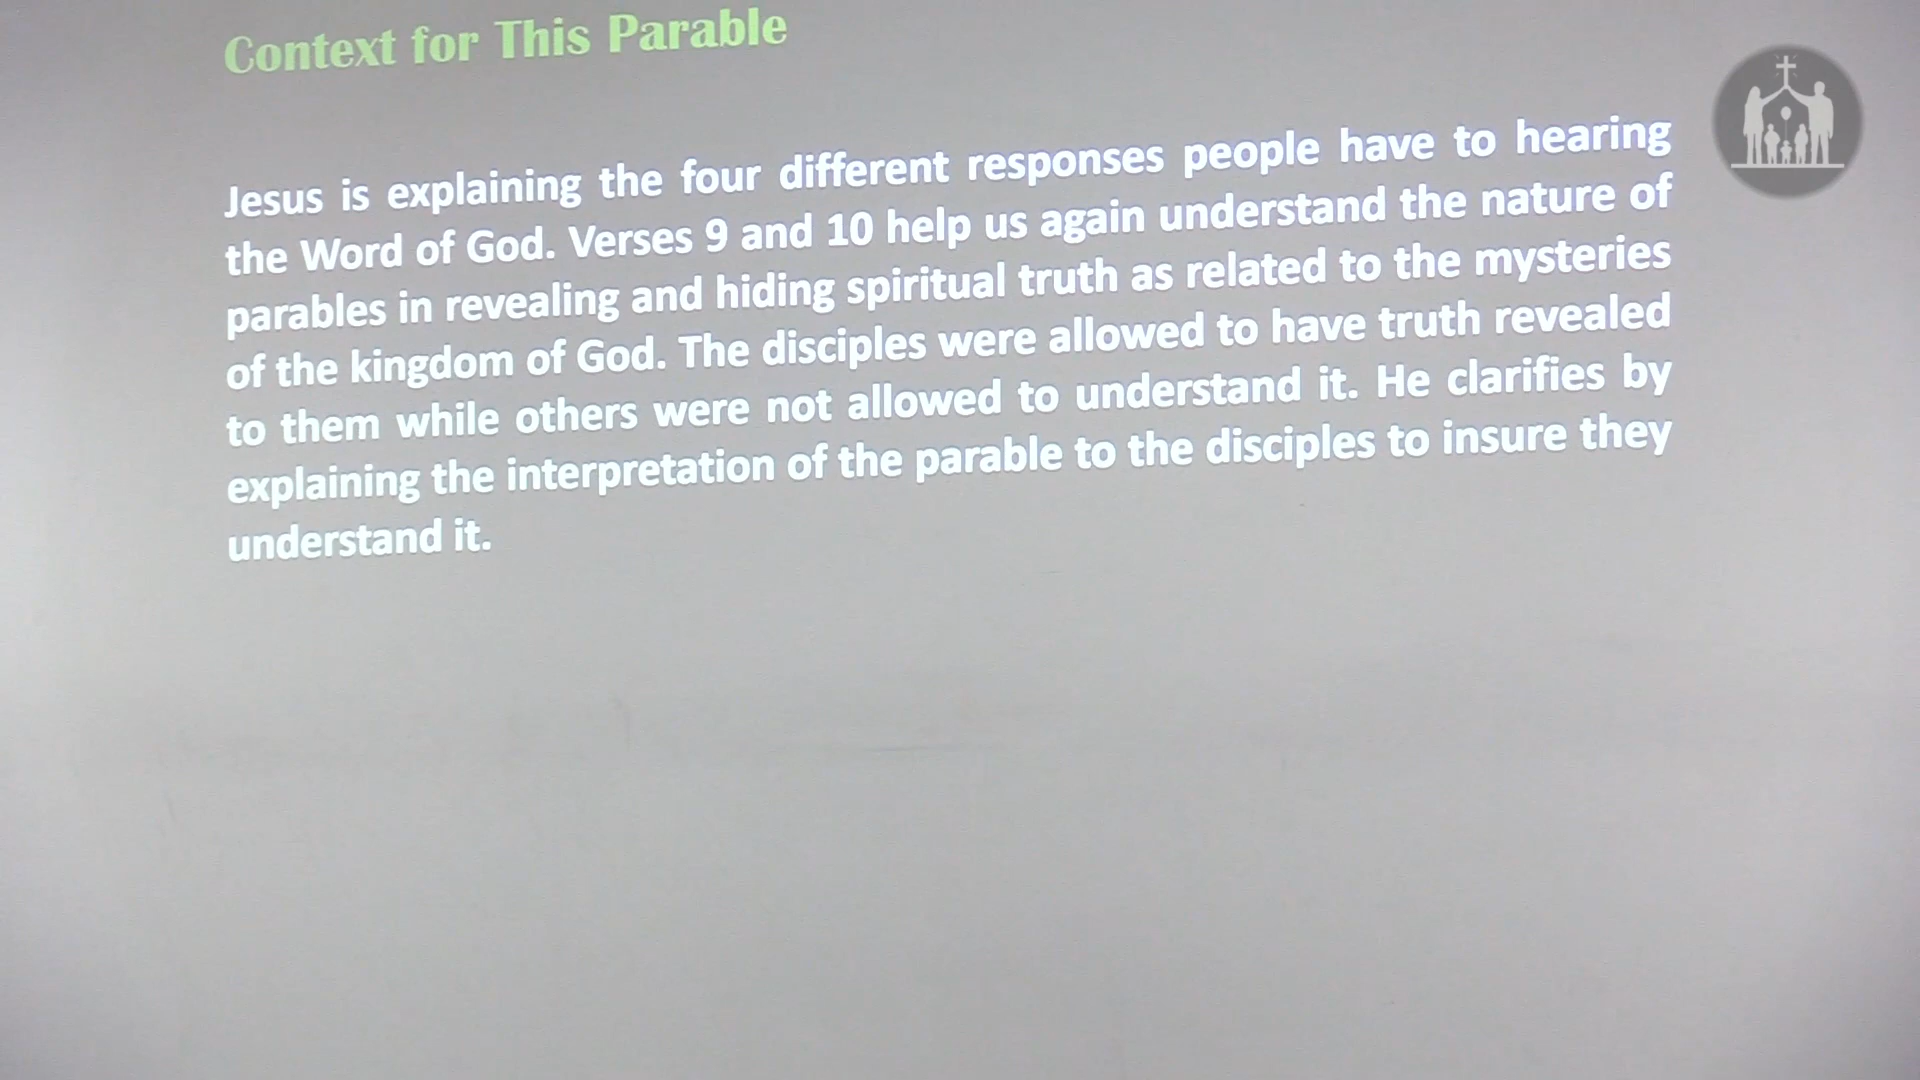 Context for This Parable
Jesus is explaining the four different responses people have to hearing
the Word of God. Verses 9 and 10 help us again understand the nature of
parables in revealing and hiding spiritual truth as related to the mysteries
of the kingdom of God. The disciples were allowed to have truth revealed
to them while others were not allowed to understand it. He clarifies by
explaining the interpretation of the parable to the disciples to insure they
understand it.